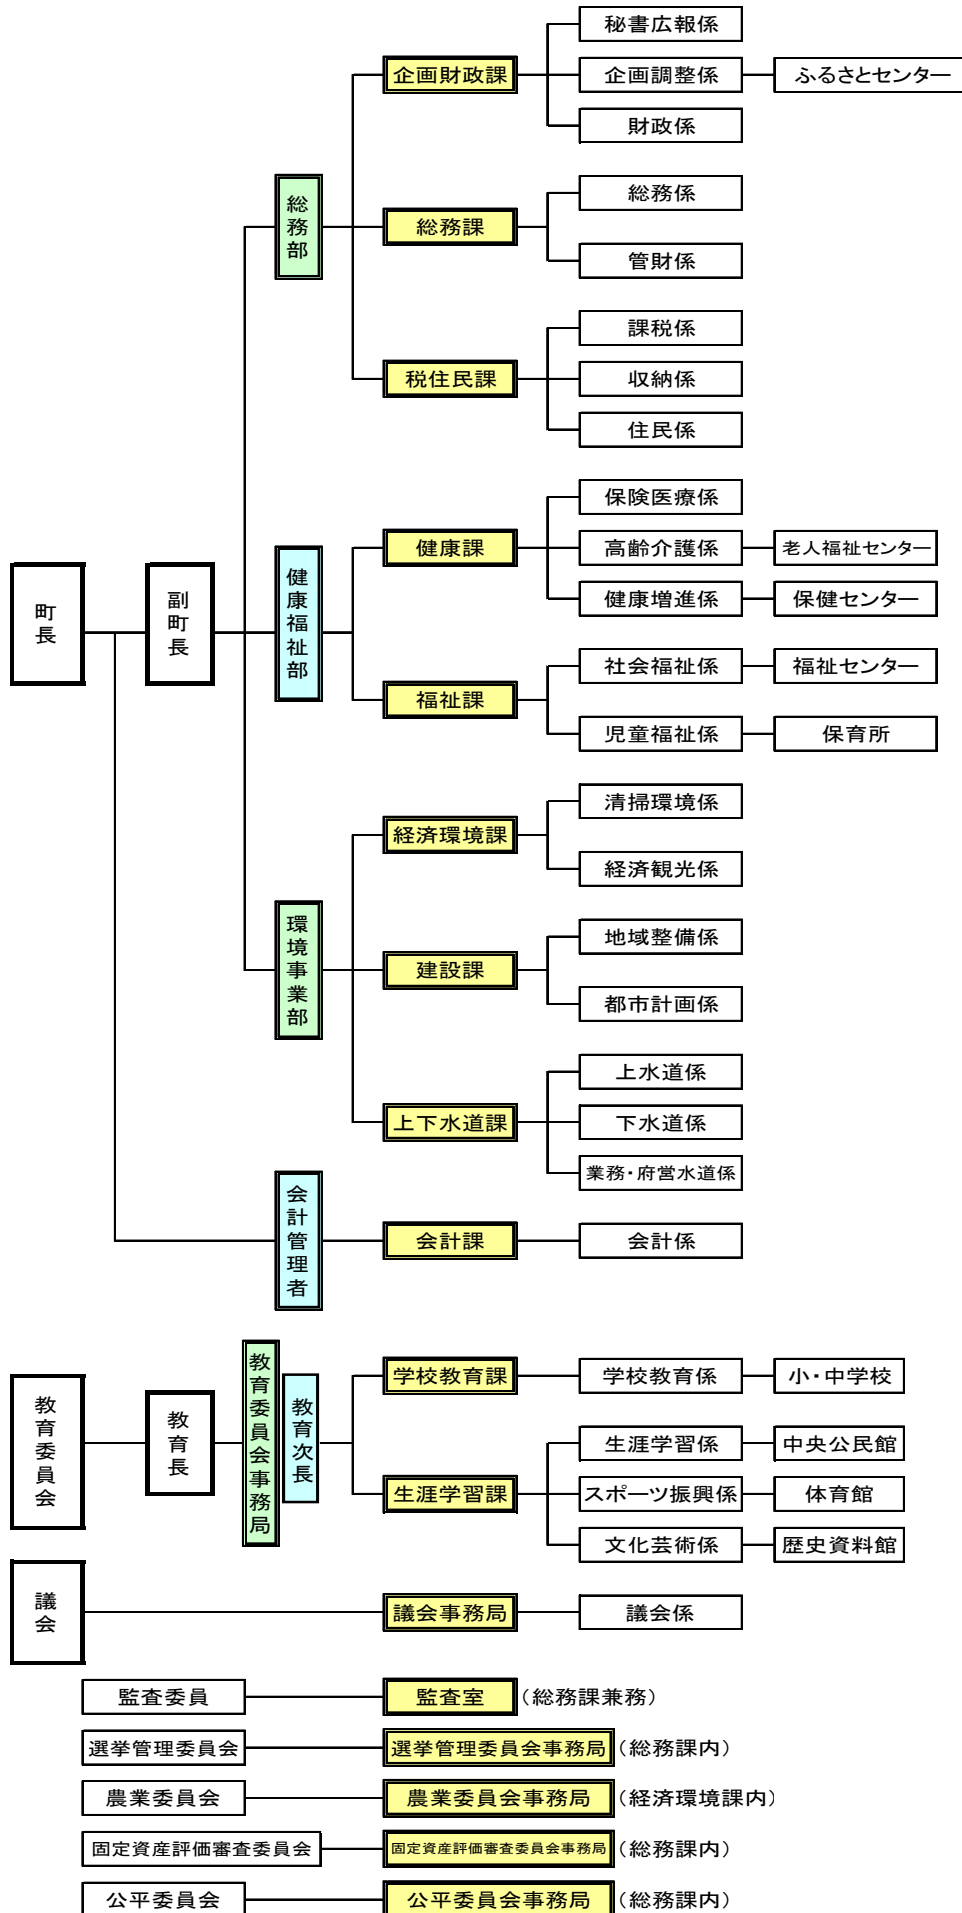 秘書広報係
企画財政課
企画調整係
ふるさとセンター
財政係
総務部
総務係
総務課
管財係
課税係
税住民課
収納係
住民係
保険医療係
健康課
高齢介護係
老人福祉センター
健康増進係
保健センター
町長
副町長
健康福祉部
社会福祉係
福祉センター
福祉課
児童福祉係
保育所
清掃環境係
経済環境課
経済観光係
環境事業部
地域整備係
建設課
都市計画係
上水道係
上下水道課
下水道係
業務・府営水道係
会計管理者
会計課
会計係
教育委員会
教育長
教育委員会事務局
教育次長
学校教育課
学校教育係
小・中学校
生涯学習係
中央公民館
生涯学習課
スポーツ振興係
体育館
文化芸術係
歴史資料館
議会
議会事務局
議会係
監査委員
監査室
(総務課兼務)
選挙管理委員会
選挙管理委員会事務局
(総務課内)
農業委員会
農業委員会事務局
(経済環境課内)
固定資産評価審査委員会
固定資産評価審査委員会事務局
(総務課内)
公平委員会
公平委員会事務局
(総務課内)